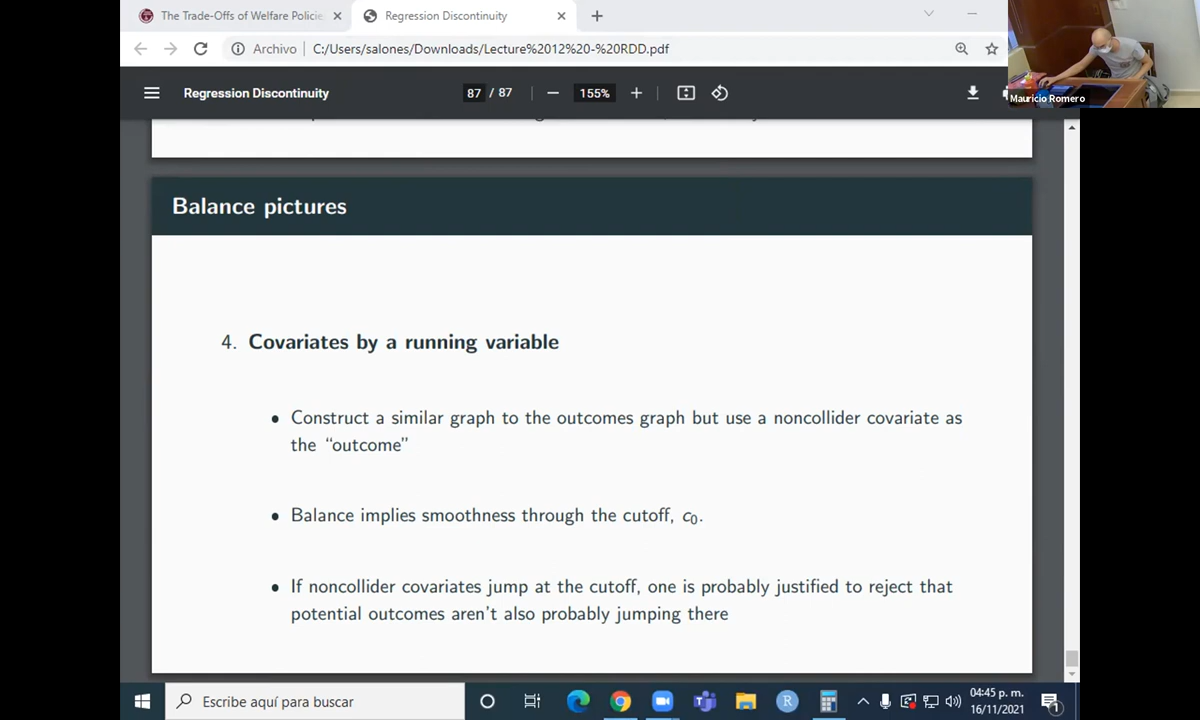 The Trade-Offs of Welfare Policie
Regression Discontinuity
Archivo
C:/Users/salones/Downloads/Lecture%2012%20-%20RDD.pdf
Mauricio Romero
Regression Discontinuity
87 / 87
155%
Balance pictures
4. Covariates by a running variable
• Construct a similar graph to the outcomes graph but use a noncollider covariate as
the “outcome”
• Balance implies smoothness through the cutoff, c0.
• If noncollider covariates jump at the cutoff, one is probably justified to reject that
potential outcomes aren't also probably jumping there
Escribe aquí para buscar
04:45 p. m.
16/11/2021
1